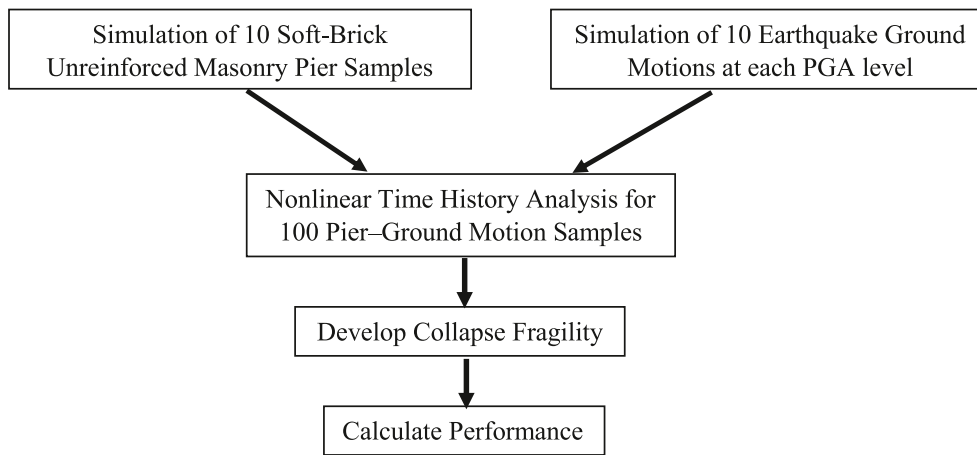 Simulation of 10 Soft-Brick
Unreinforced Masonry Pier Samples
Simulation of 10 Earthquake Ground
Motions at each PGA level
Nonlinear Time History Analysis for
100 Pier–Ground Motion Samples
Develop Collapse Fragility
Calculate Performance